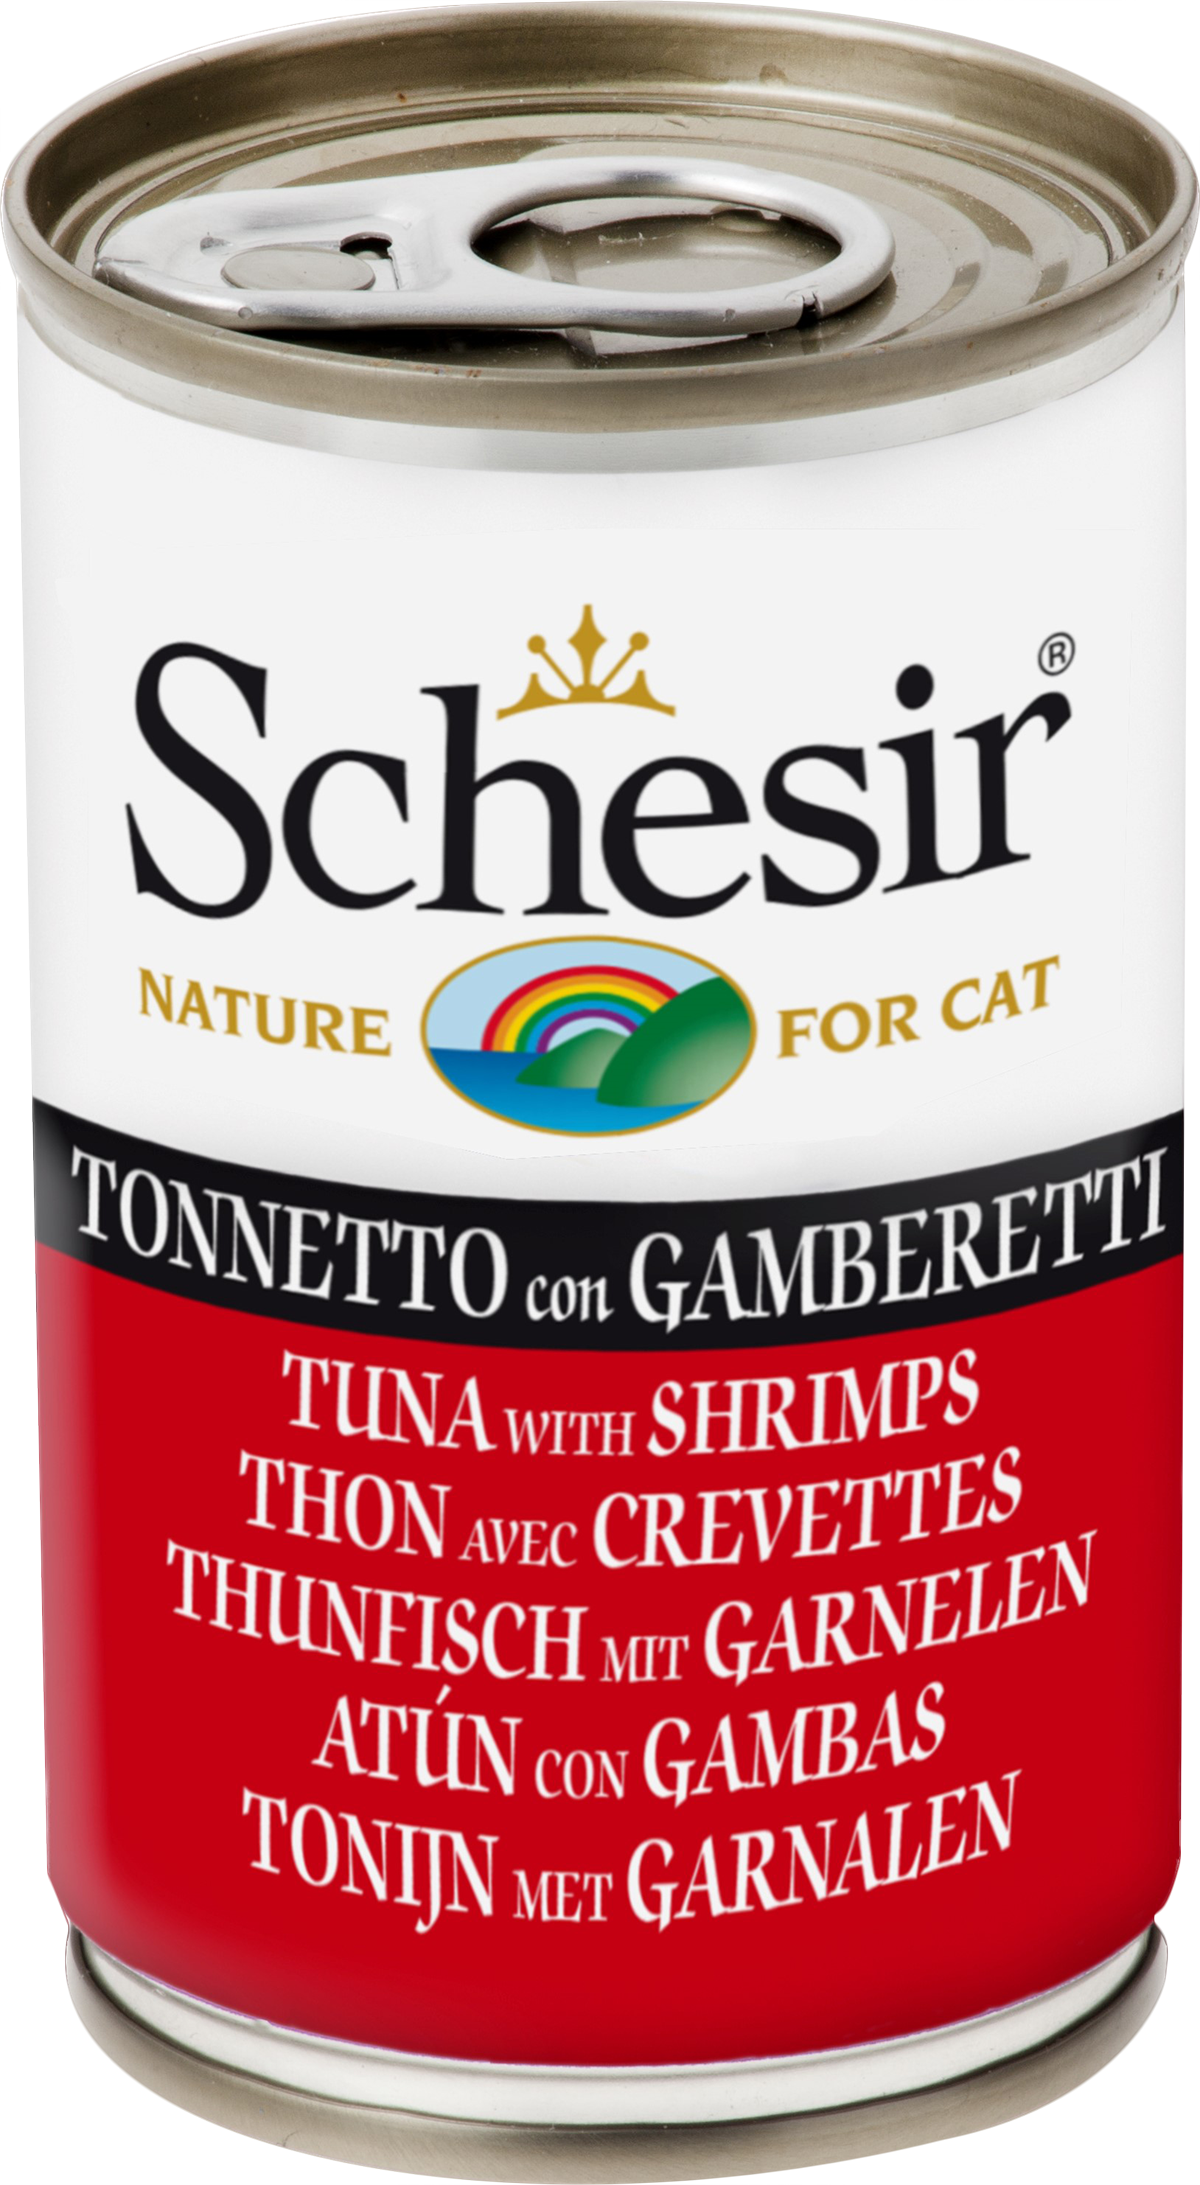 Schesir®
NATURE FOR CAT
TONNETTO con GAMBERETTI
TUNA WITH SHRIMPS
THON AVEC CREVETTES
THUNFISCH MIT GARNELEN
ATÚN CON GAMBAS
TONIJN MET GARNALEN